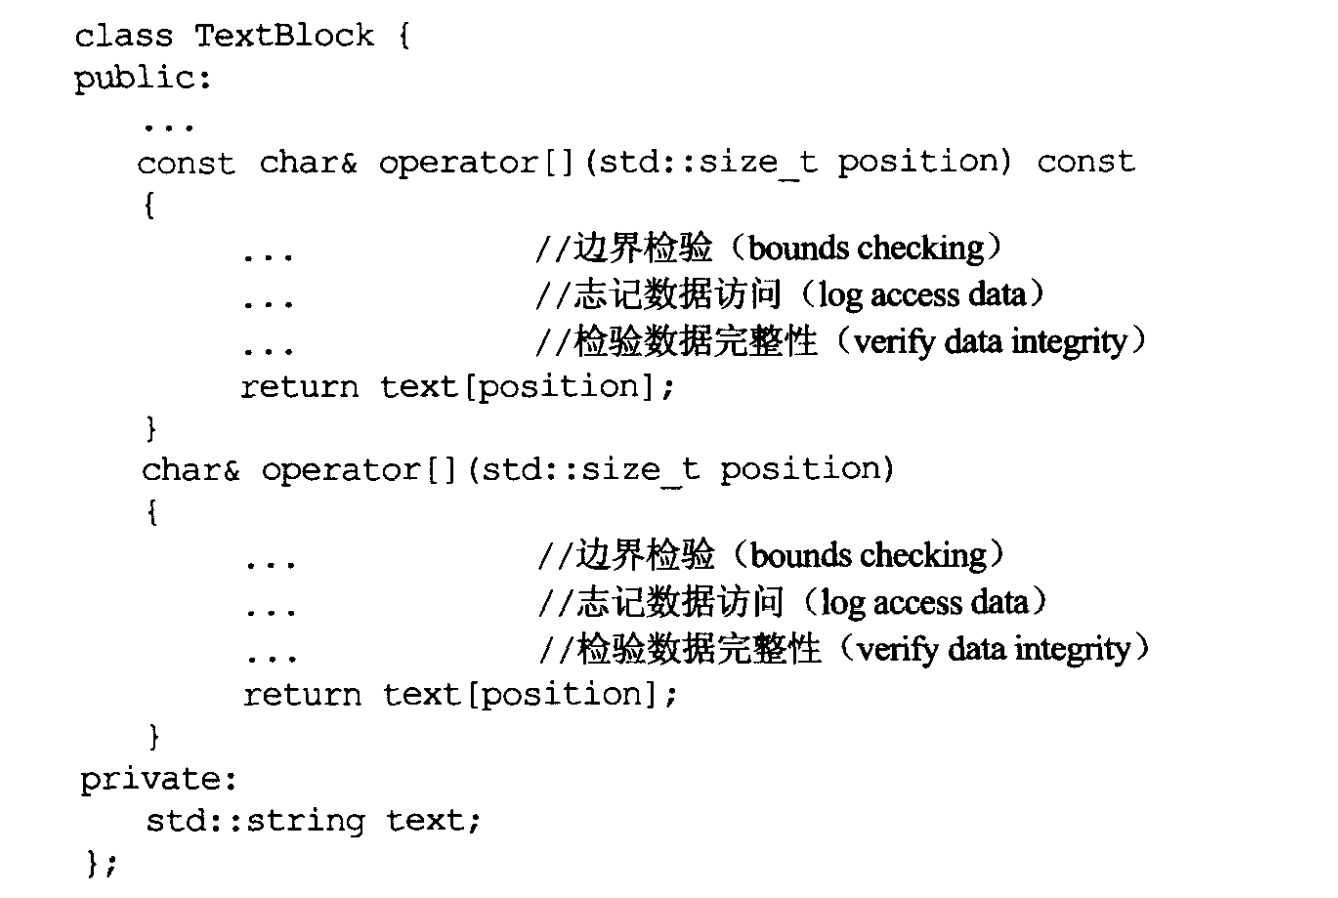 class TextBlock {
public:
...
const char& operator[](std::size_t position) const
{
... //边界检验（bounds checking）
... //志记数据访问（log access data）
... //检验数据完整性（verify data integrity）
return text[position];
}
char& operator[](std::size_t position)
{
... //边界检验（bounds checking）
... //志记数据访问（log access data）
... //检验数据完整性（verify data integrity）
return text[position];
}
private:
std::string text;
};